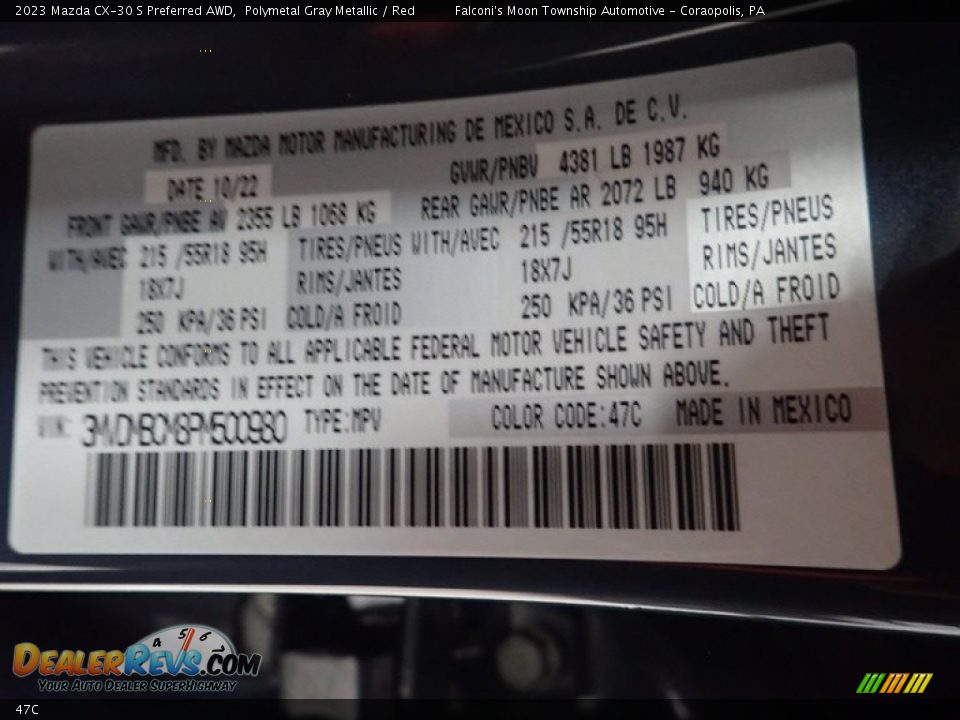 2023 Mazda CX-30 S Preferred AWD, Polymetal Gray Metallic / Red Falconi's Moon Township Automotive - Coraopolis, PA
MFD. BY MAZDA MOTOR MANUFACTURING DE MEXICO S.A. DE C.V.
DATE 10/22 GVWR/PNBV 4381 LB 1987 KG
FRONT GAWR/PNBE AV 2355 LB 1068 KG REAR GAWR/PNBE AR 2072 LB 940 KG
WITH/AVEC 215 /55R18 95H TIRES/PNEUS WITH/AVEC 215 /55R18 95H TIRES/PNEUS
18X7J RIMS/JANTES 18X7J RIMS/JANTES
250 KPA/36 PSI COLD/A FROID 250 KPA/36 PSI COLD/A FROID
THIS VEHICLE CONFORMS TO ALL APPLICABLE FEDERAL MOTOR VEHICLE SAFETY AND THEFT
PREVENTION STANDARDS IN EFFECT ON THE DATE OF MANUFACTURE SHOWN ABOVE.
VIN: 3MVDMBCM8PM500980 TYPE:MPV COLOR CODE:47C MADE IN MEXICO
4 5 6
DEALERREVS.COM
YOUR AUTO DEALER SUPERHIGHWAY
47C